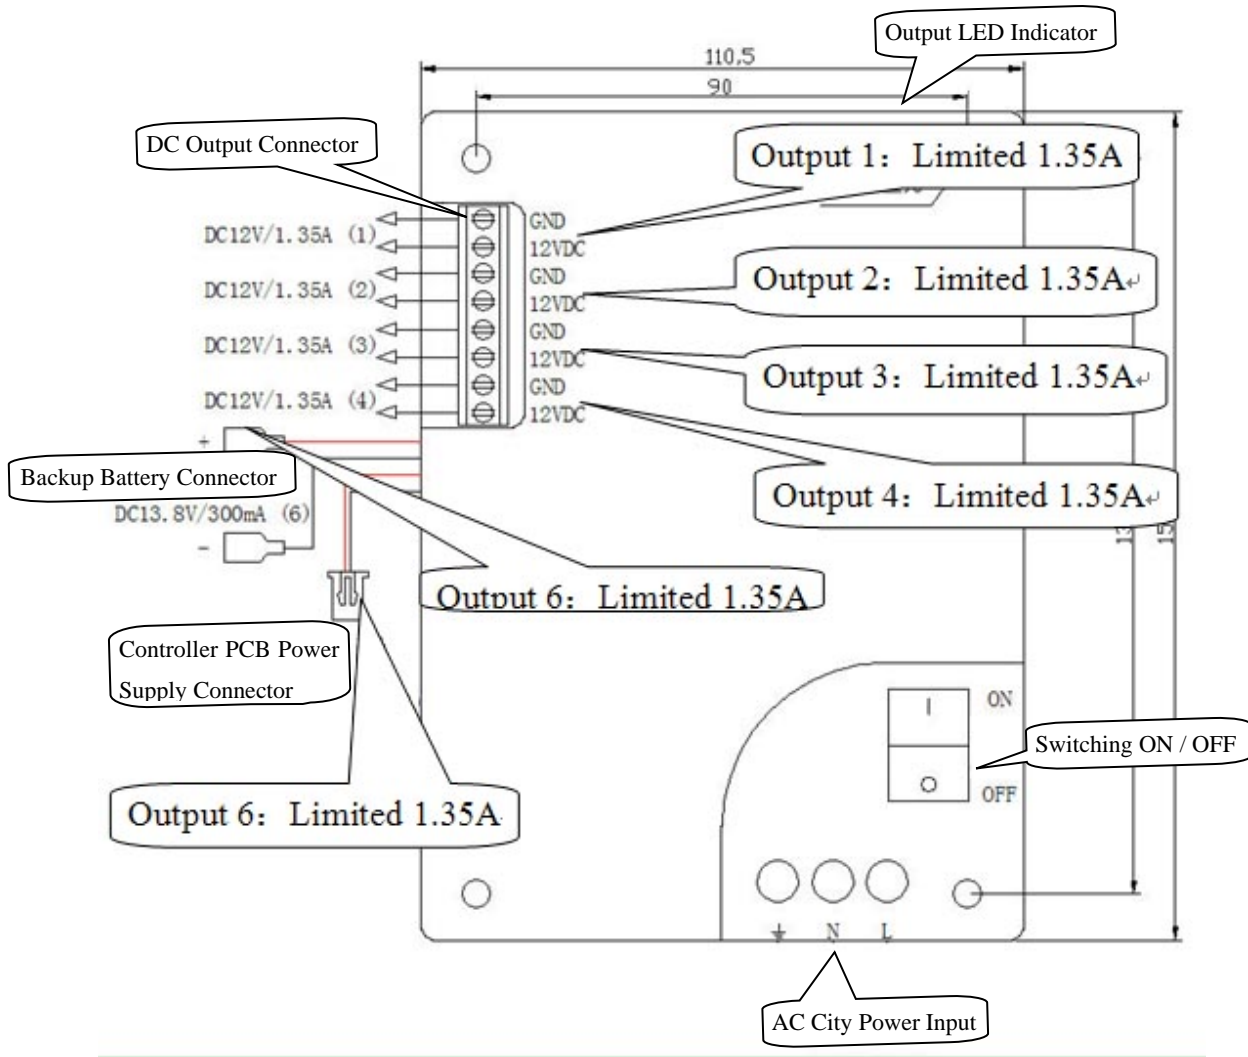 Output LED Indicator
110,5
90
DC Output Connector
Output 1: Limited 1.35A
GND
DC12V/1.35A (1)
12VDC
GND
Output 2: Limited 1.35A↵
DC12V/1.35A (2)
12VDC
GND
DC12V/1.35A (3)
12VDC
Output 3: Limited 1.35A↵
GND
DC12V/1.35A (4)
12VDC
+
Backup Battery Connector
Output 4: Limited 1.35A↵
DC13.8V/300mA (6)
-
Output 6: Limited 1.35A
Controller PCB Power
Supply Connector
ON
Switching ON / OFF
OFF
Output 6: Limited 1.35A
N
L
AC City Power Input